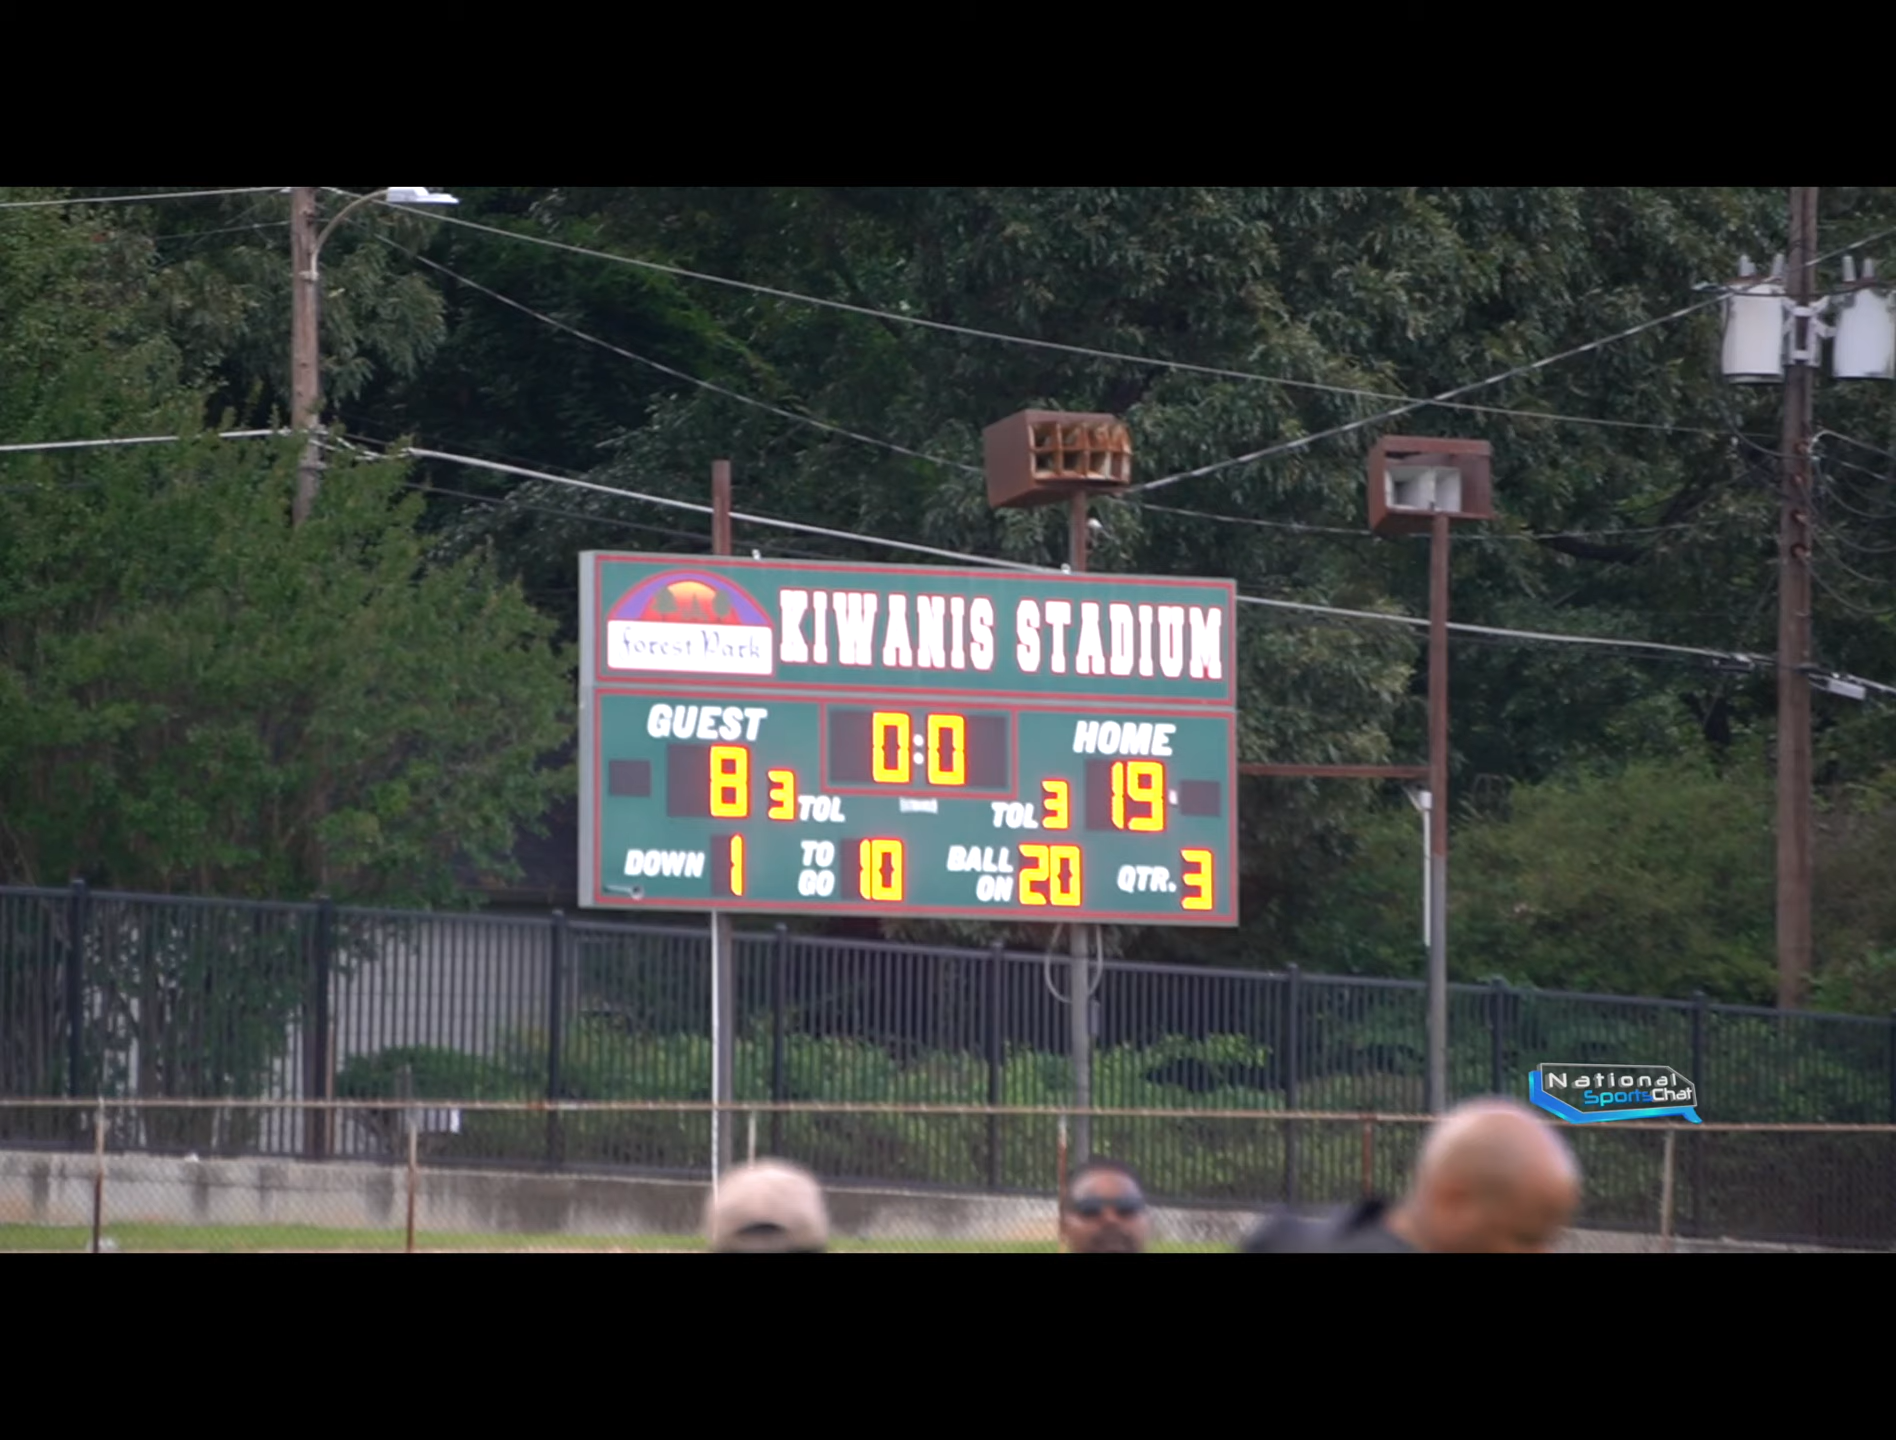 Forest Park
KIWANIS STADIUM
GUEST 0:0 HOME
8 3 TOL TOL 3 19
DOWN 1 TO GO 10 BALL ON 20 QTR. 3
National
SportsChat